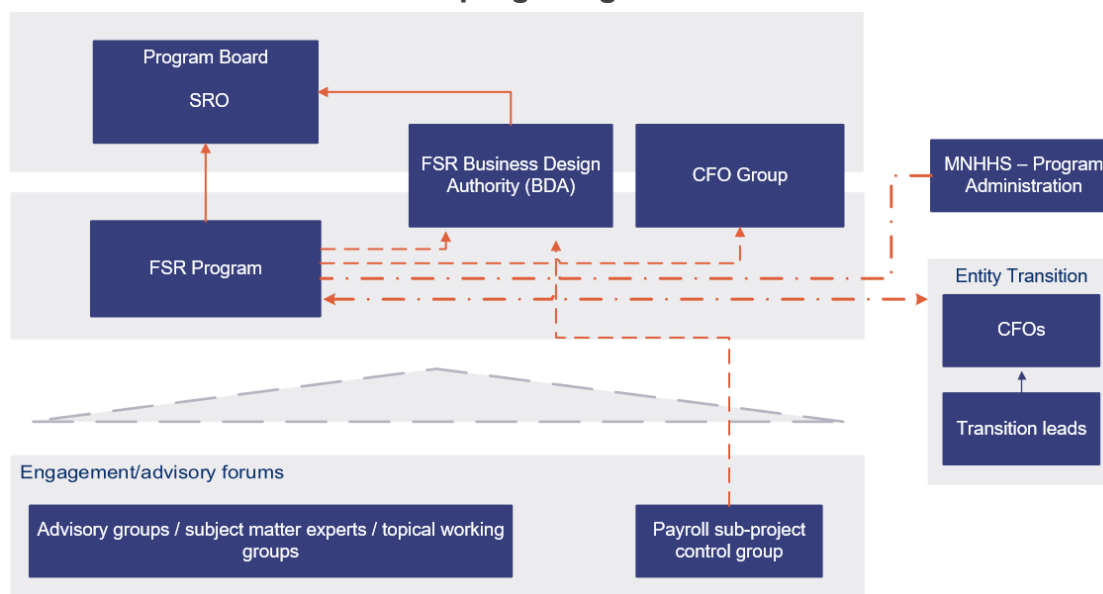 Program Board
SRO
FSR Business Design
Authority (BDA)
CFO Group
MNHHS – Program
Administration
FSR Program
Entity Transition
CFOs
Transition leads
Engagement/advisory forums
Advisory groups / subject matter experts / topical working
groups
Payroll sub-project
control group